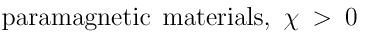 paramagnetic materials, χ > 0